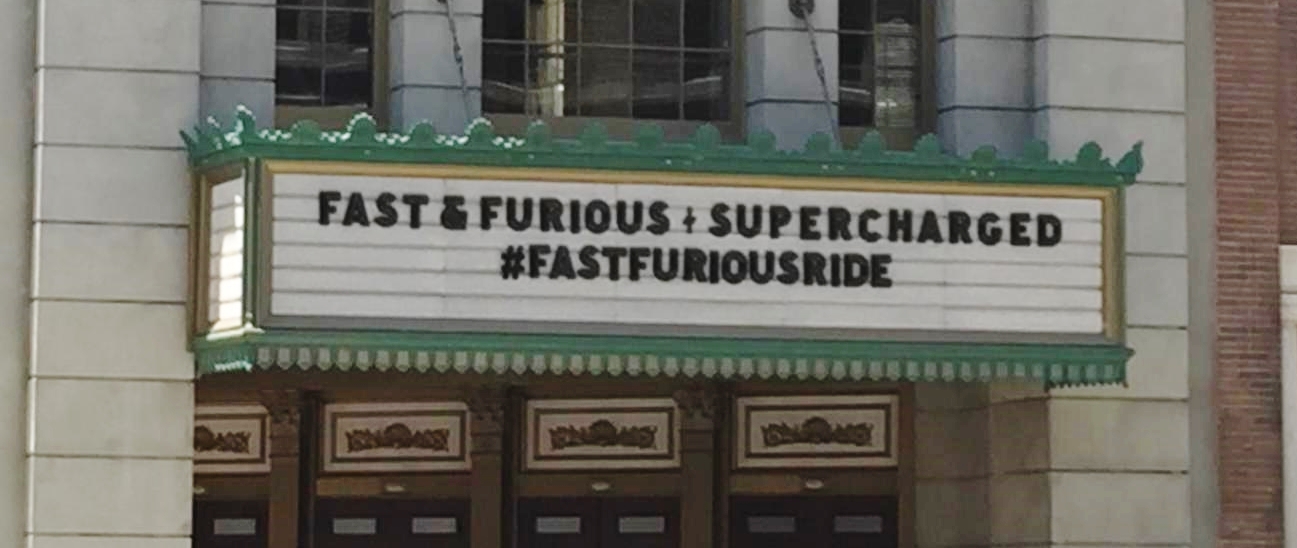 FAST & FURIOUS ÷ SUPERCHARGED
#FASTFURIOUSRIDE